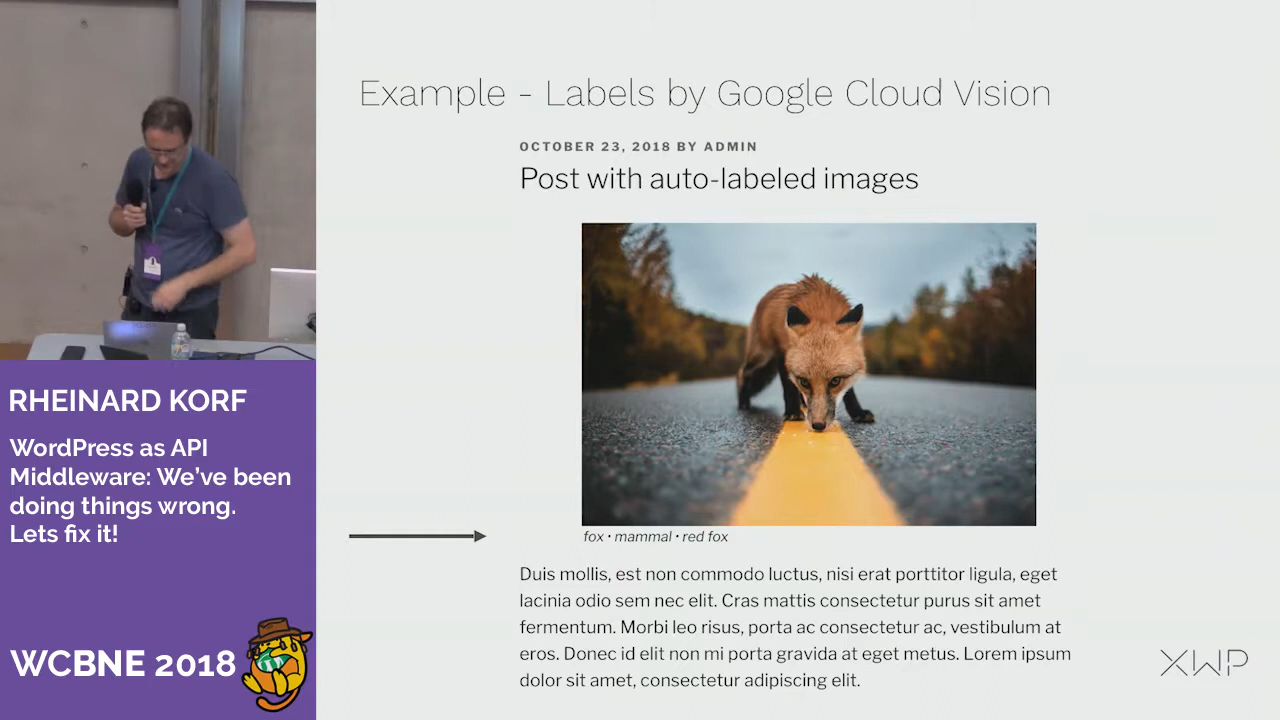 Example - Labels by Google Cloud Vision
OCTOBER 23, 2018 BY ADMIN
Post with auto-labeled images
fox • mammal • red fox
Duis mollis, est non commodo luctus, nisi erat porttitor ligula, eget
lacinia odio sem nec elit. Cras mattis consectetur purus sit amet
fermentum. Morbi leo risus, porta ac consectetur ac, vestibulum at
eros. Donec id elit non mi porta gravida at eget metus. Lorem ipsum
dolor sit amet, consectetur adipiscing elit.
XWP
RHEINARD KORF
WordPress as API
Middleware: We've been
doing things wrong.
Lets fix it!
WCBNE 2018